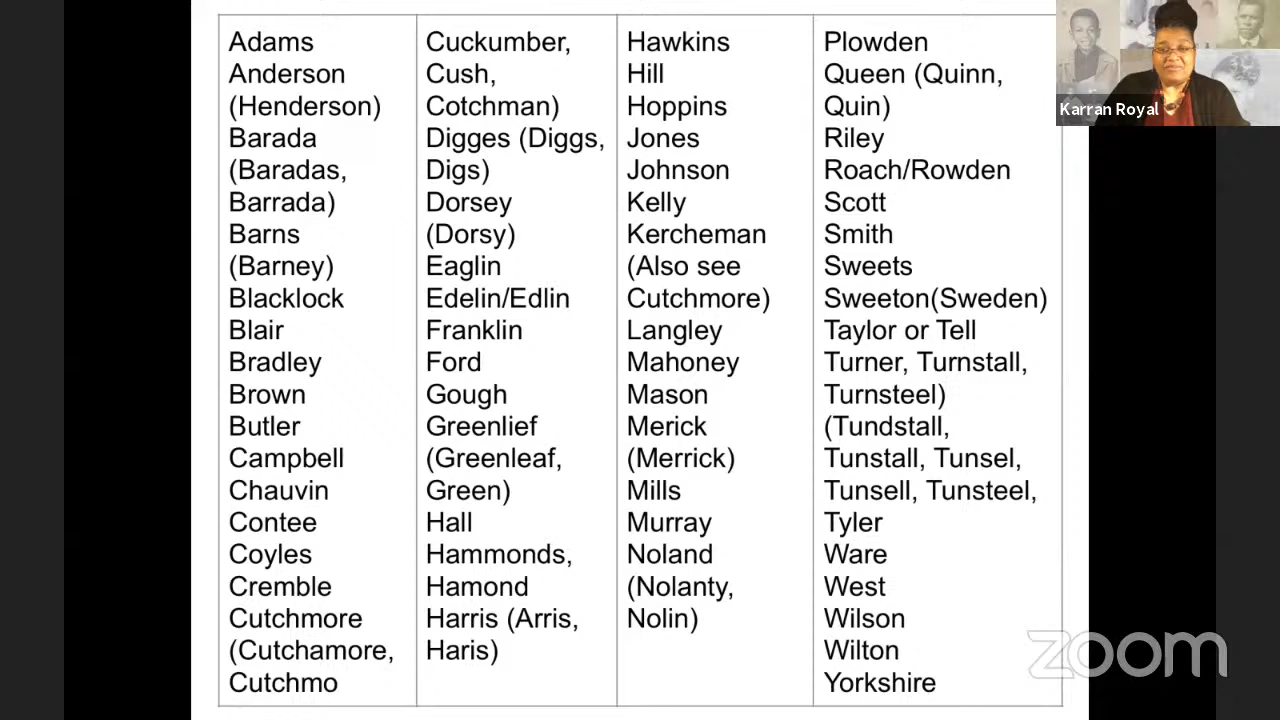 Adams
Anderson
(Henderson)
Barada
(Baradas,
Barrada)
Barns
(Barney)
Blacklock
Blair
Bradley
Brown
Butler
Campbell
Chauvin
Contee
Coyles
Cremble
Cutchmore
(Cutchamore,
Cutchmo
Cuckumber,
Cush,
Cotchman)
Digges (Diggs,
Digs)
Dorsey
(Dorsy)
Eaglin
Edelin/Edlin
Franklin
Ford
Gough
Greenlief
(Greenleaf,
Green)
Hall
Hammonds,
Hamond
Harris (Arris,
Haris)
Hawkins
Hill
Hoppins
Jones
Johnson
Kelly
Kercheman
(Also see
Cutchmore)
Langley
Mahoney
Mason
Merick
(Merrick)
Mills
Murray
Noland
(Nolanty,
Nolin)
Plowden
Queen (Quinn,
Quin)
Riley
Roach/Rowden
Scott
Smith
Sweets
Sweeton(Sweden)
Taylor or Tell
Turner, Turnstall,
Turnsteel)
(Tundstall,
Tunstall, Tunsel,
Tunsell, Tunsteel,
Tyler
Ware
West
Wilson
Wilton
Yorkshire
Karran Royal
zoom